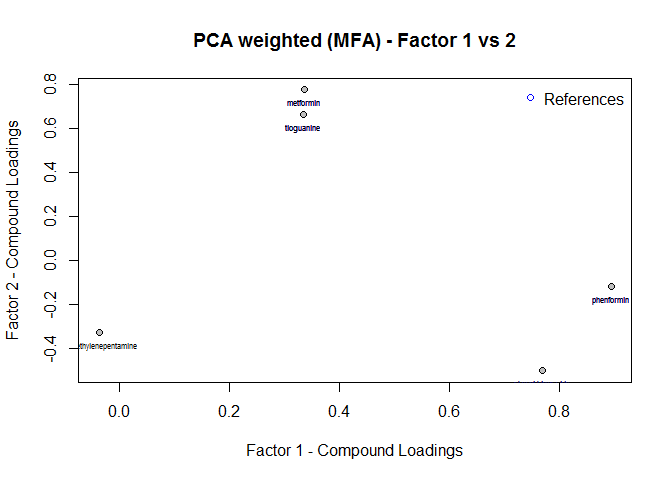 PCA weighted (MFA) - Factor 1 vs 2
References
metformin
tioguanine
phenformin
thylenepentamine
0.8
0.6
0.4
0.2
0.0
-0.2
-0.4
Factor 2 - Compound Loadings
0.0 0.2 0.4 0.6 0.8
Factor 1 - Compound Loadings